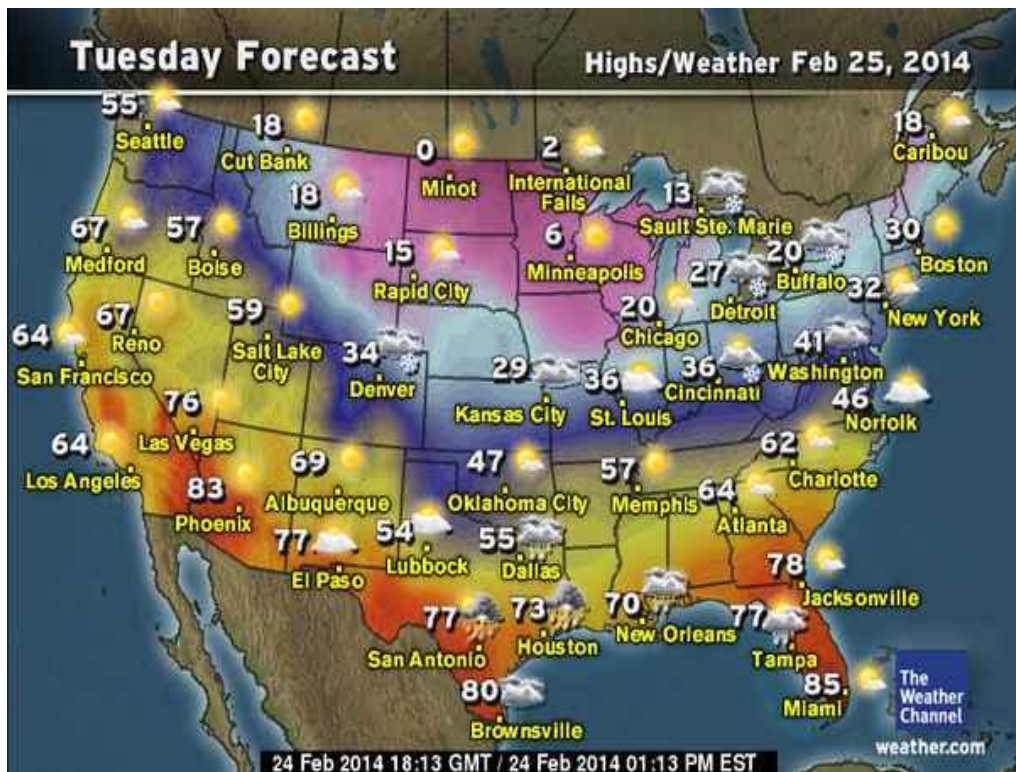 Tuesday Forecast
Highs/Weather Feb 25, 2014
55
Seattle
18
Cut Bank
0
Minot
2
International
Falls
18
Caribou
67
Medford
57
Boise
18
Billings
15
Rapid City
6
Minneapolis
13
Sault Ste. Marie
20
Buffalo
30
Boston
64
San Francisco
67
Reno
59
Salt Lake
City
34
Denver
29
Kansas City
36
St. Louis
20
Chicago
27
Detroit
36
Cincinnati
41
Washington
32
New York
46
Norfolk
64
Los Angeles
76
Las Vegas
83
Phoenix
69
Albuquerque
77
El Paso
54
Lubbock
47
Oklahoma City
55
Dallas
57
Memphis
64
Atlanta
62
Charlotte
77
San Antonio
73
Houston
70
New Orleans
78
Jacksonville
77
Tampa
80
Brownsville
85
Miami
The
Weather
Channel
weather.com
24 Feb 2014 18:13 GMT / 24 Feb 2014 01:13 PM EST